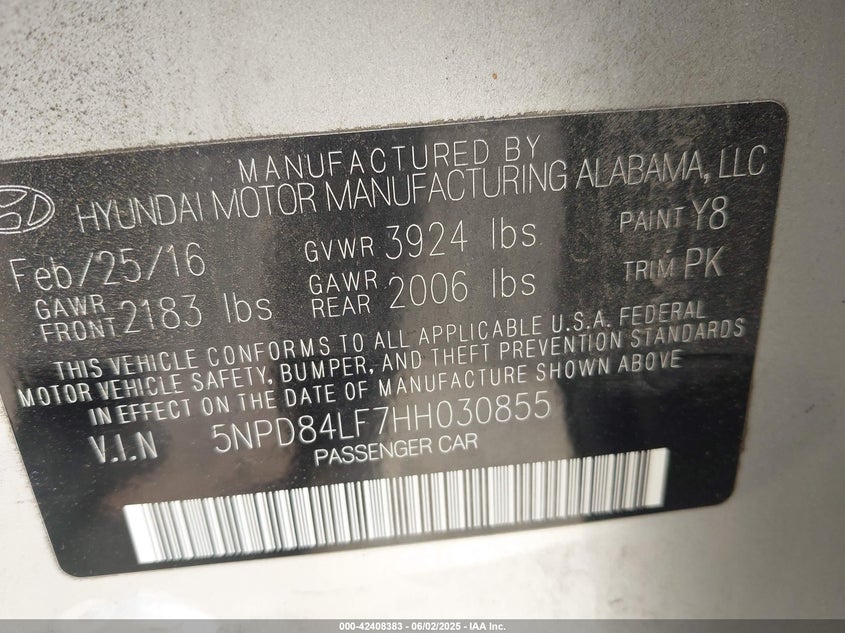 MANUFACTURED BY
HYUNDAI MOTOR MANUFACTURING ALABAMA, LLC
Feb/25/16 GVWR 3924 lbs PAINT Y8
GAWR FRONT 2183 lbs GAWR REAR 2006 lbs TRIM PK
THIS VEHICLE CONFORMS TO ALL APPLICABLE U.S.A. FEDERAL
MOTOR VEHICLE SAFETY, BUMPER, AND THEFT PREVENTION STANDARDS
IN EFFECT ON THE DATE OF MANUFACTURE SHOWN ABOVE
V.I.N 5NPD84LF7HH030855
PASSENGER CAR
000-42408383 - 06/02/2025 - IAA Inc.